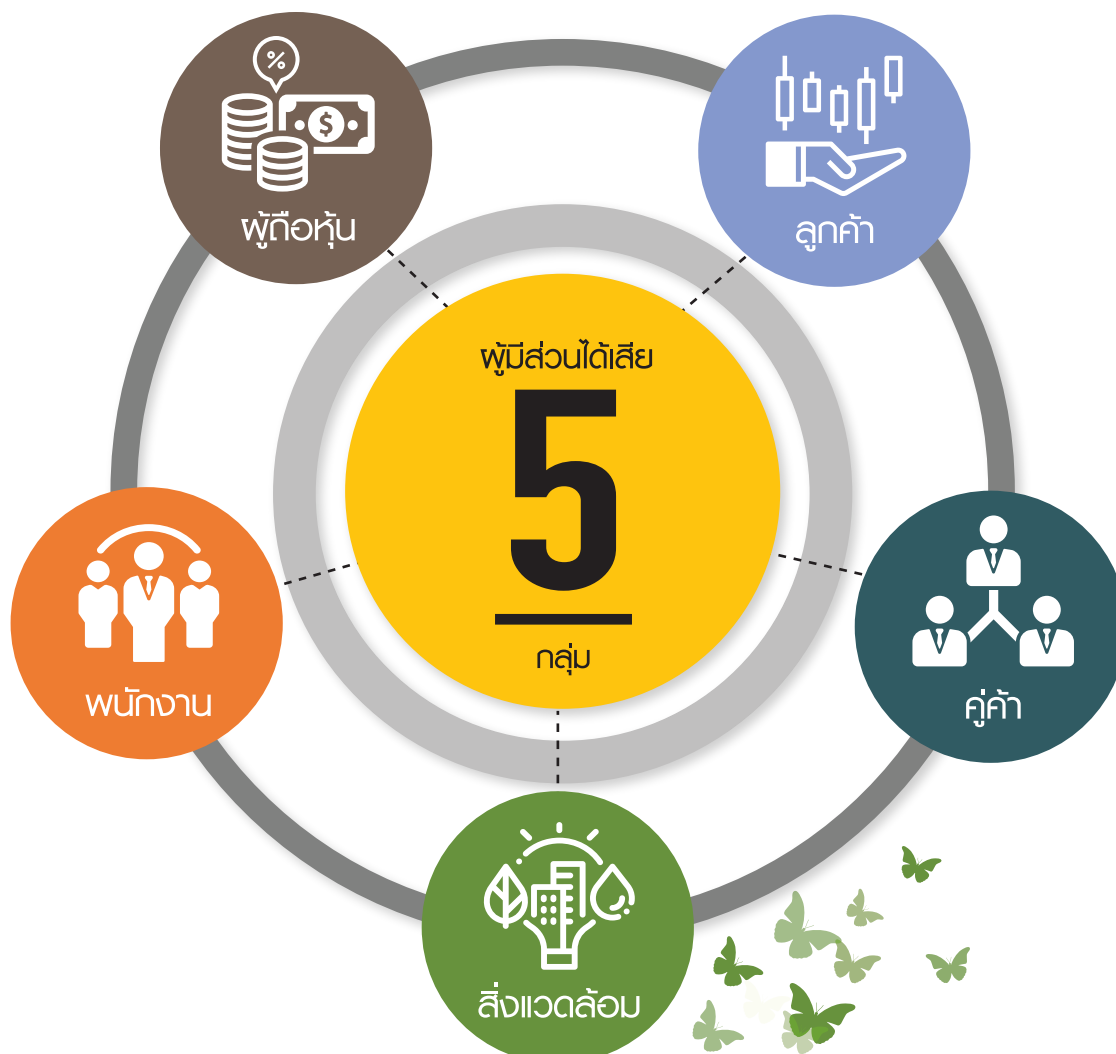 %
$
ผู้ถือหุ้น
ลูกค้า
ผู้มีส่วนได้เสีย
5
กลุ่ม
พนักงาน
คู่ค้า
สิ่งแวดล้อม